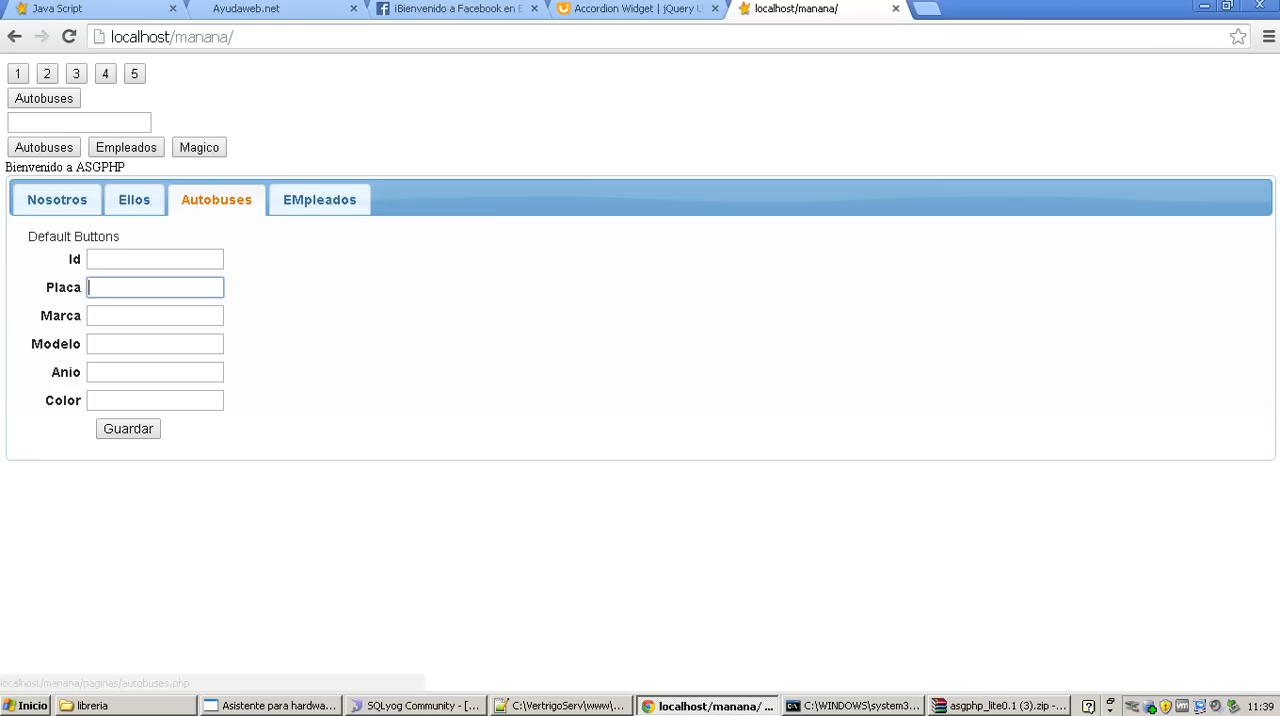 Java Script
Ayudaweb.net
¡Bienvenido a Facebook en E
Accordion Widget | jQuery U
localhost/manana/
localhost/manana/
1 2 3 4 5
Autobuses
Autobuses Empleados Magico
Bienvenido a ASGPHP
Nosotros Ellos Autobuses EMpleados
Default Buttons
Id
Placa
Marca
Modelo
Anio
Color
Guardar
localhost/manana/paginas/autobuses.php
Inicio libreria Asistente para hardwa... SQLyog Community - [... C:\VertrigoServ\www\... localhost/manana/ ... C:\WINDOWS\system3... asgphp_lite0.1 (3).zip -... 11:39